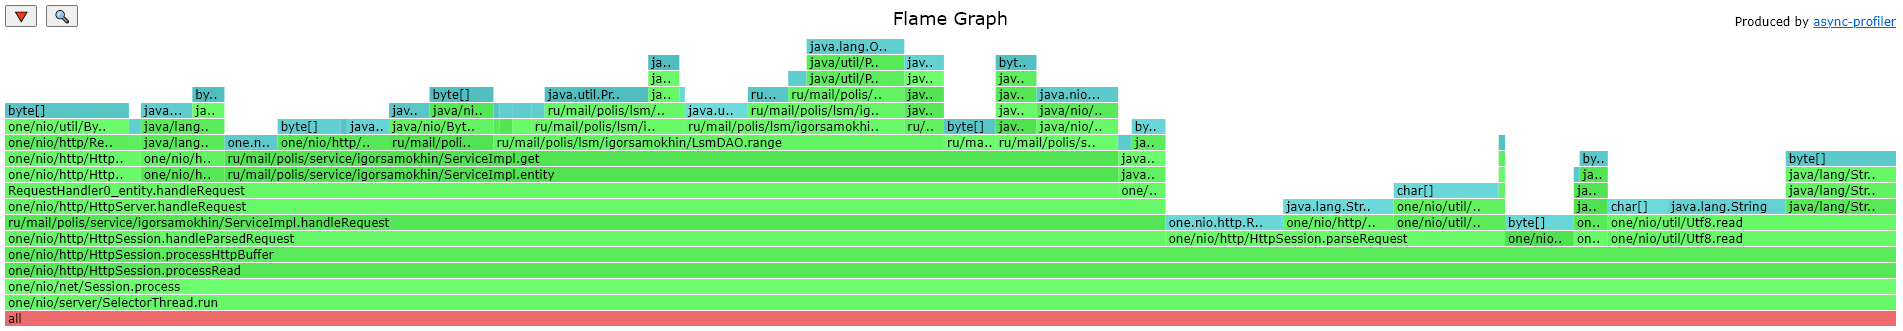 Flame Graph
Produced by async-profiler
java.lang.O..
ja.. java/util/P.. jav.. byt..
ja.. java/util/P.. jav.. jav..
by.. byte[] java.util.Pr.. ja.. ru... ru/mail/polis/.. jav.. jav.. java.nio...
byte[] java... ja.. jav.. java/ni.. ru/mail/polis/lsm/.. java.u.. ru/mail/polis/lsm/ig.. jav.. jav.. java/nio/..
one/nio/util/By.. java/lang.. byte[] java.. java/nio/Byt.. ru/mail/polis/lsm/i.. ru/mail/polis/lsm/igorsamokhi.. ru/.. byte[] jav.. java/nio/.. by..
one/nio/http/Re.. java/lang.. one.n.. one/nio/http/.. ru/mail/poli.. ru/mail/polis/lsm/igorsamokhin/LsmDAO.range ru/ma.. ru/mail/polis/s.. ja..
one/nio/http/Http.. one/nio/h.. ru/mail/polis/service/igorsamokhin/ServiceImpl.get java.. by.. byte[]
one/nio/http/Http.. one/nio/h.. ru/mail/polis/service/igorsamokhin/ServiceImpl.entity java.. ja.. java/lang/Str..
RequestHandler0_entity.handleRequest one/.. char[] ja.. java/lang/Str..
one/nio/http/HttpServer.handleRequest java.lang.Str.. one/nio/util/.. ja.. char[] java.lang.String java/lang/Str..
ru/mail/polis/service/igorsamokhin/ServiceImpl.handleRequest one.nio.http.R.. one/nio/http/.. one/nio/util/.. byte[] on.. one/nio/util/Utf8.read
one/nio/http/HttpSession.handleParsedRequest one/nio/http/HttpSession.parseRequest one/nio.. on.. one/nio/util/Utf8.read
one/nio/http/HttpSession.processHttpBuffer
one/nio/http/HttpSession.processRead
one/nio/net/Session.process
one/nio/server/SelectorThread.run
all